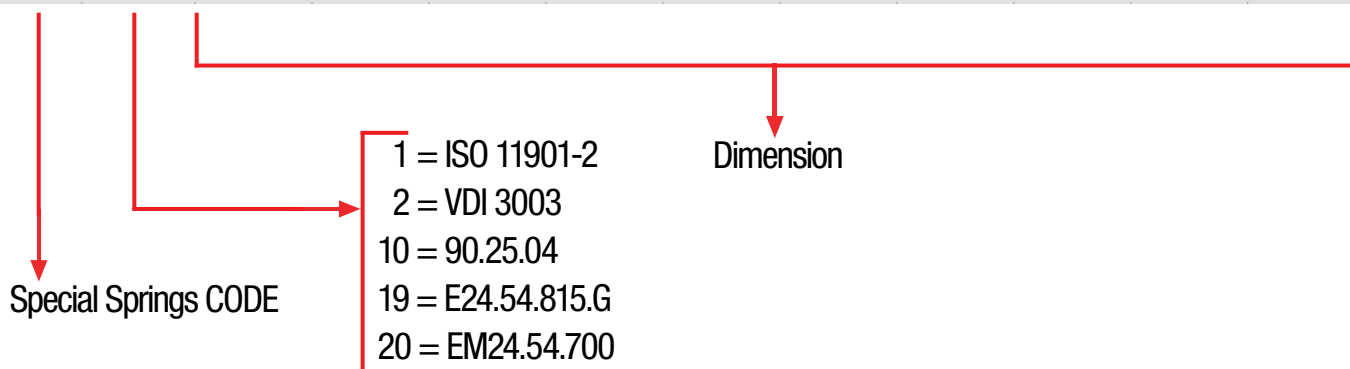 1 = ISO 11901-2
Dimension
2 = VDI 3003
10 = 90.25.04
Special Springs CODE
19 = E24.54.815.G
20 = EM24.54.700